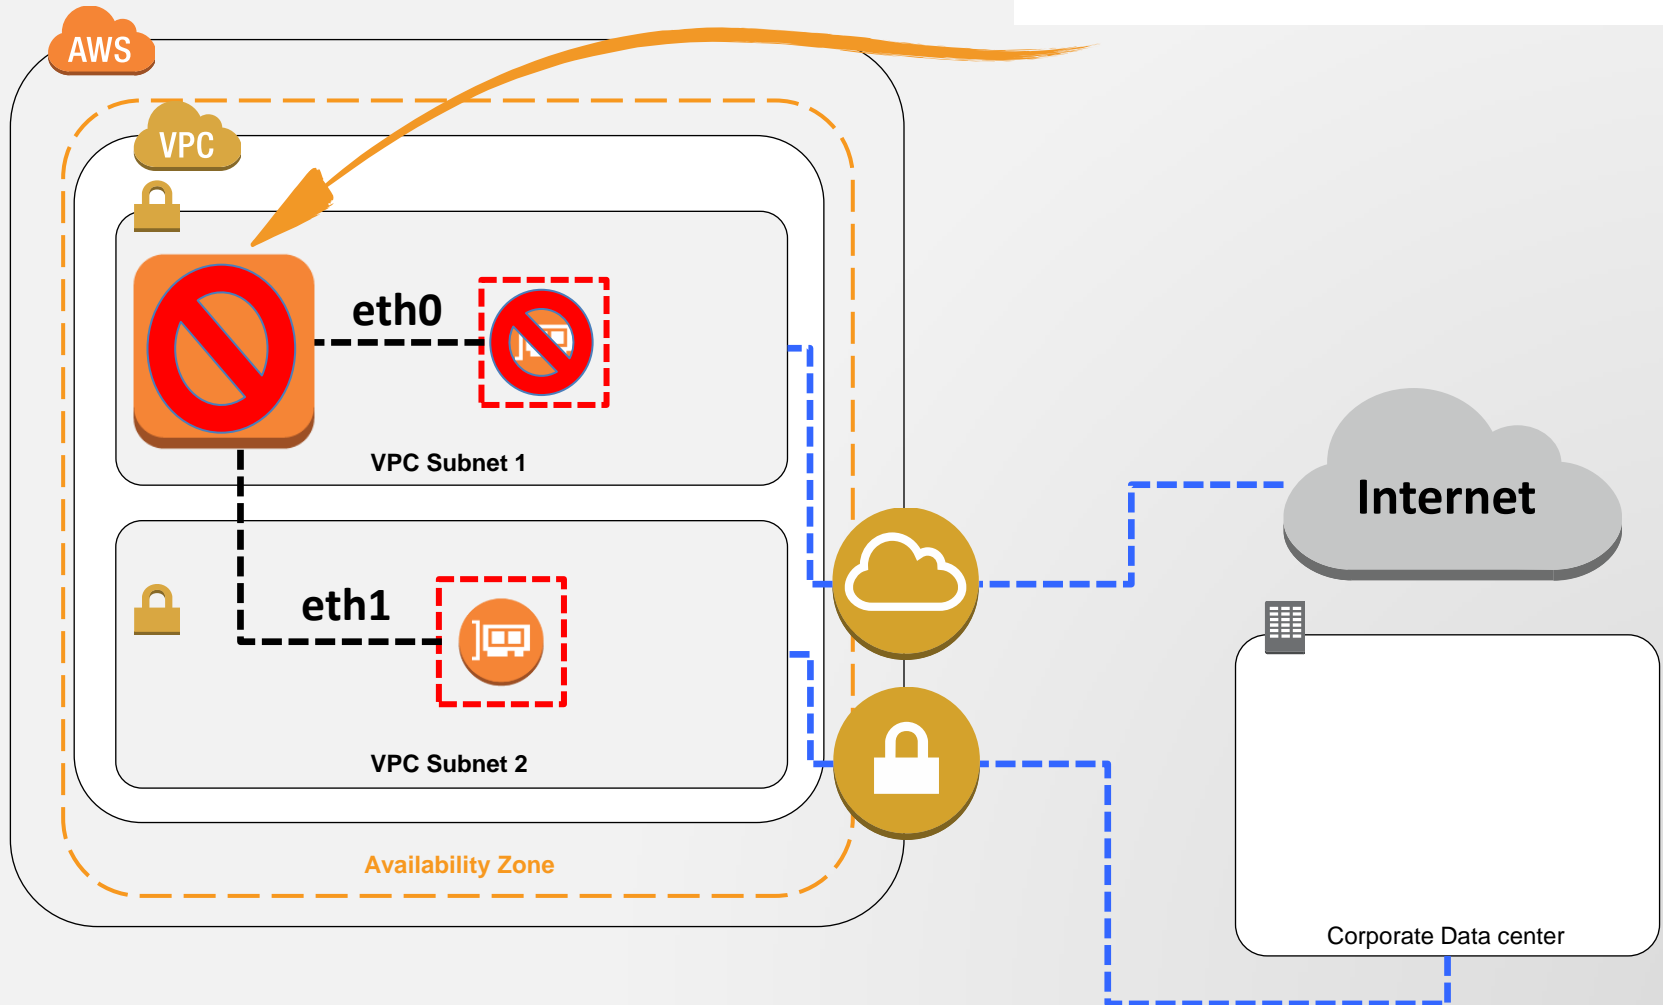 AWS
VPC
eth0
VPC Subnet 1
eth1
VPC Subnet 2
Availability Zone
Internet
Corporate Data center